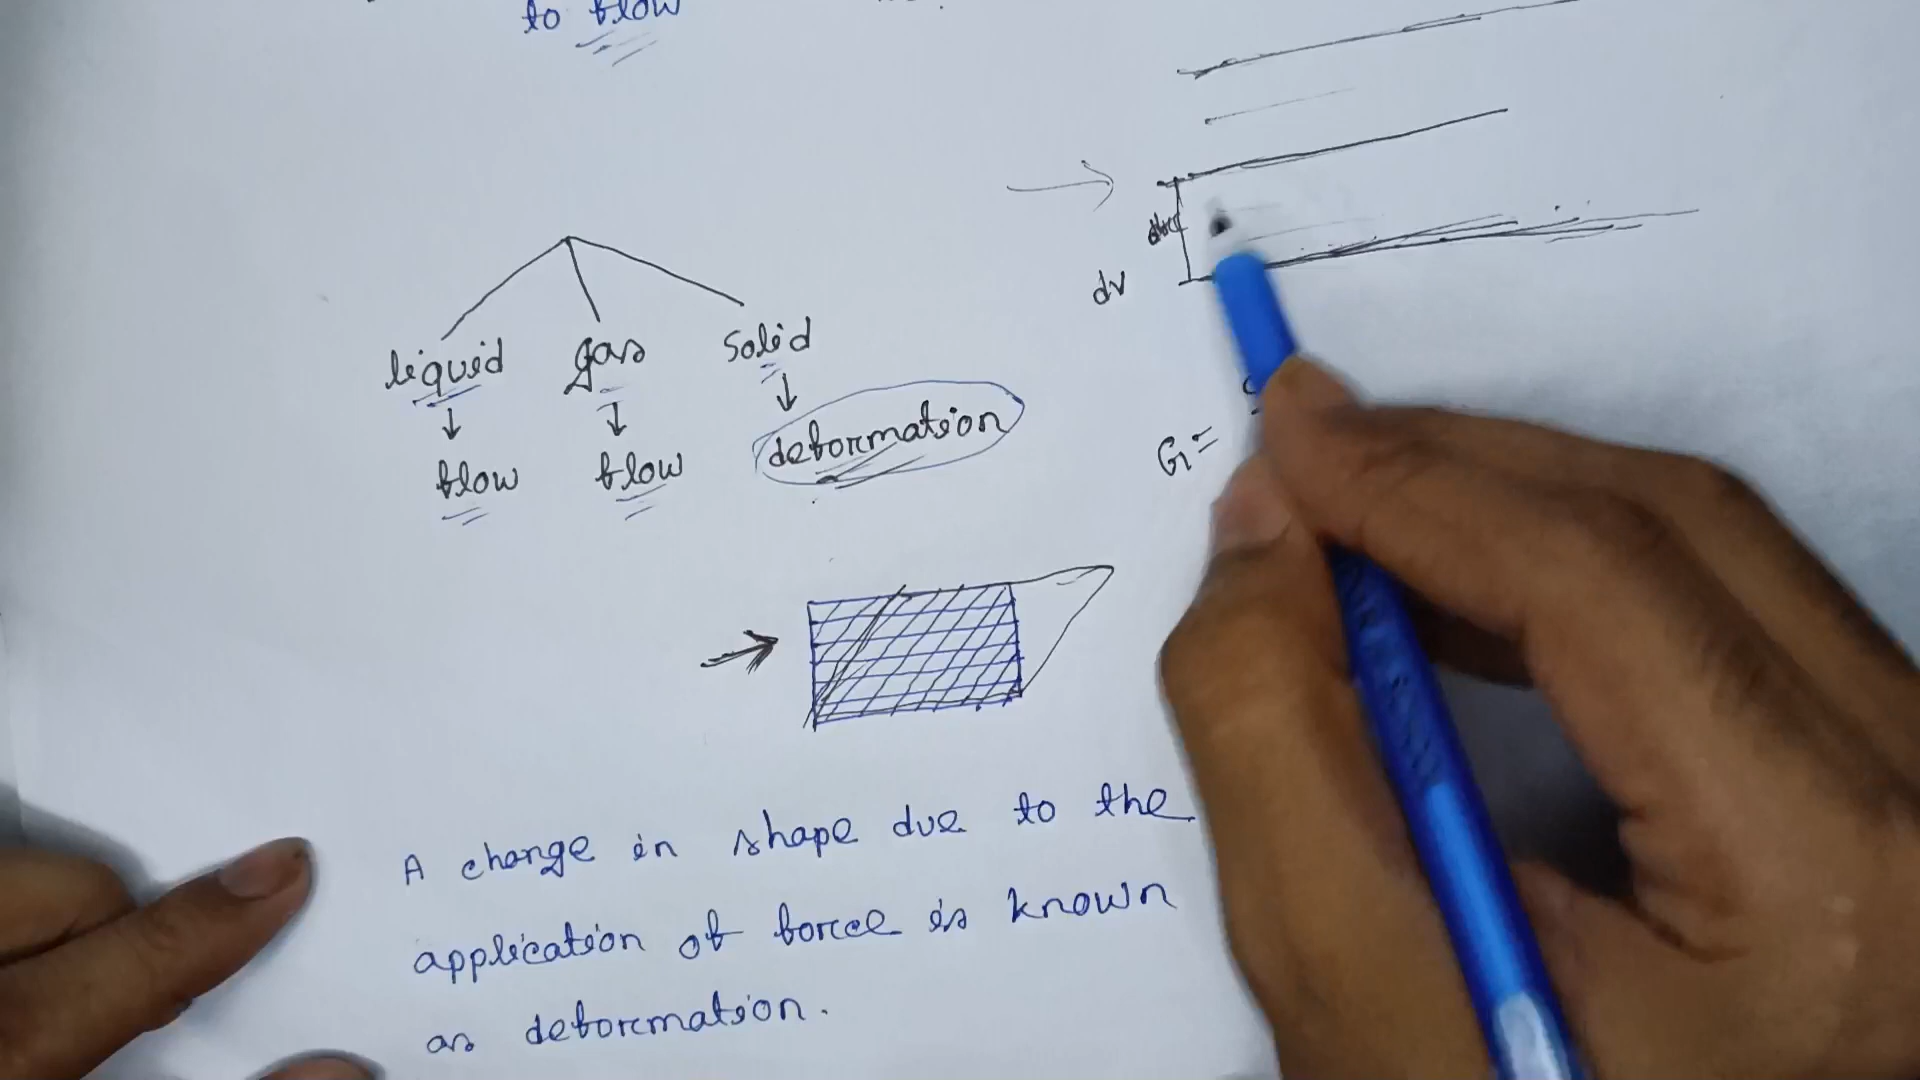 to flow
liquid gas solid
flow flow deformation
dv
G =
A change in shape due to the
application of force is known
as deformation.